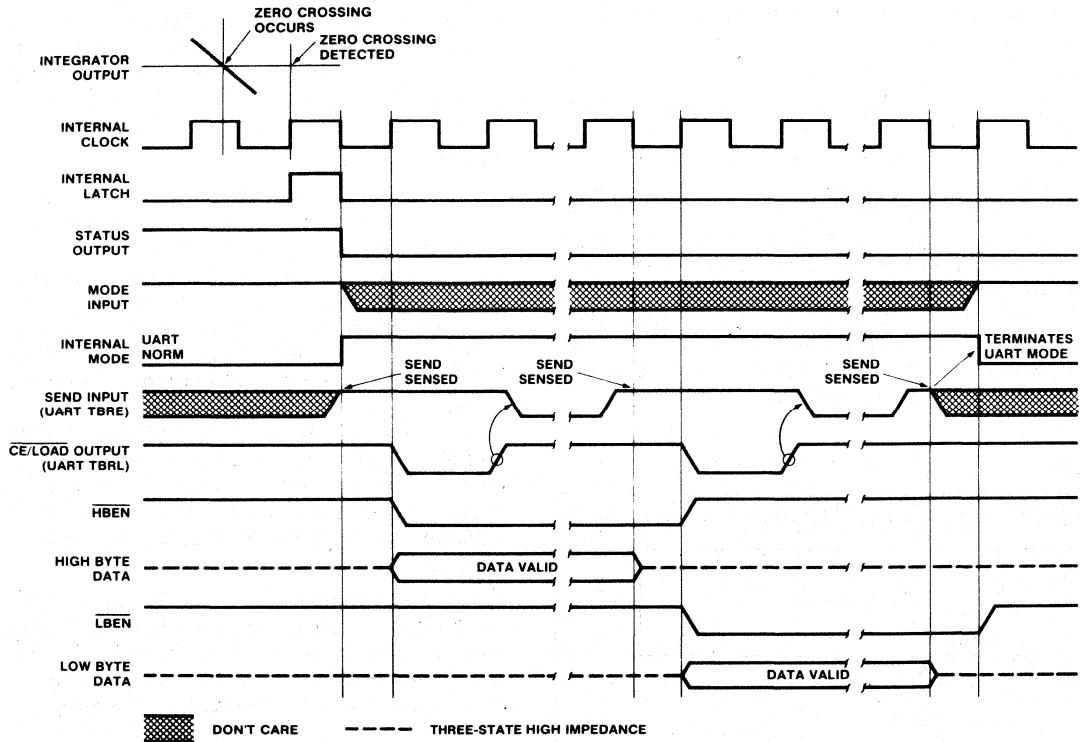 ZERO CROSSING
OCCURS
ZERO CROSSING
DETECTED
INTEGRATOR
OUTPUT
INTERNAL
CLOCK
INTERNAL
LATCH
STATUS
OUTPUT
MODE
INPUT
INTERNAL
MODE
UART
NORM
TERMINATES
UART MODE
SEND
SENSED
SEND
SENSED
SEND
SENSED
SEND INPUT
(UART TBRE)
CE/LOAD OUTPUT
(UART TBRL)
HBEN
HIGH BYTE
DATA
DATA VALID
LBEN
LOW BYTE
DATA
DATA VALID
DON'T CARE
THREE-STATE HIGH IMPEDANCE